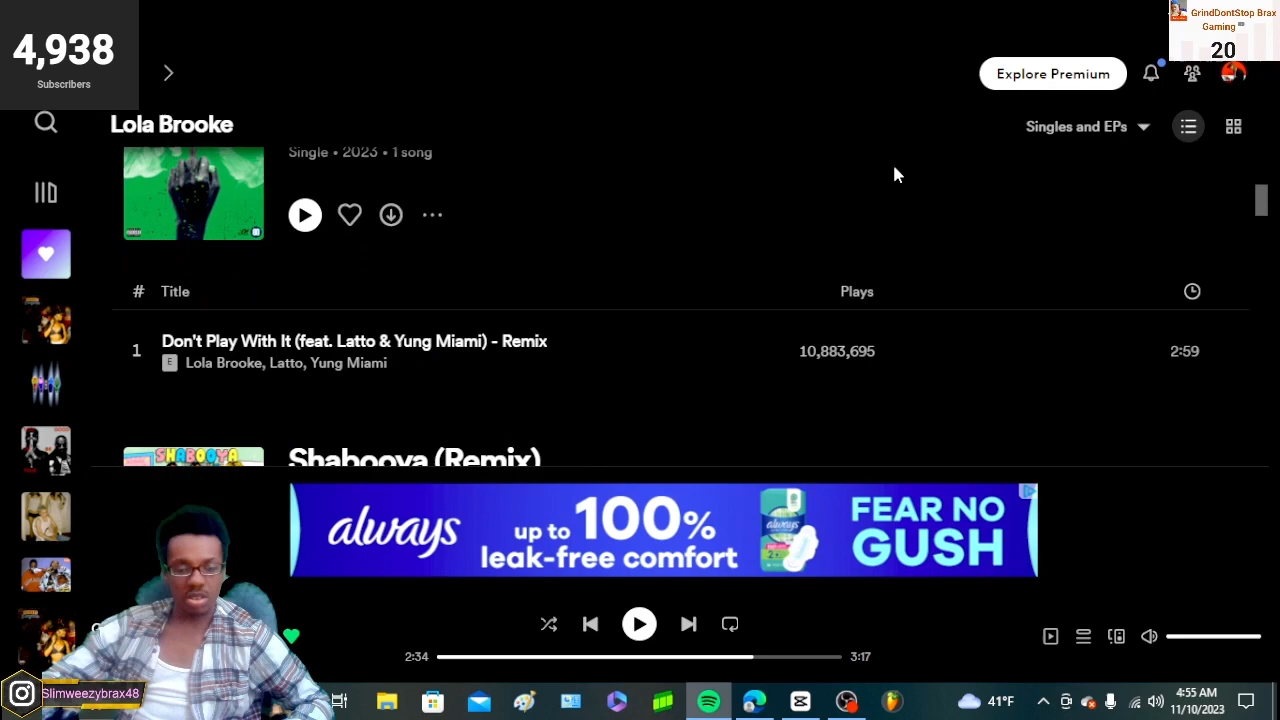 4,938
Subscribers
GrindDontStop Brax
Gaming
20
Explore Premium
Lola Brooke
Singles and EPs
Single • 2023 • 1 song
# Title
Plays
1
Don't Play With It (feat. Latto & Yung Miami) - Remix
E Lola Brooke, Latto, Yung Miami
10,883,695
2:59
SHABOOYA
Shabooya (Remix)
always
up to 100%
leak-free comfort
always
FEAR NO
GUSH
2:34
3:17
Slimweezybrax48
41°F
4:55 AM
11/10/2023